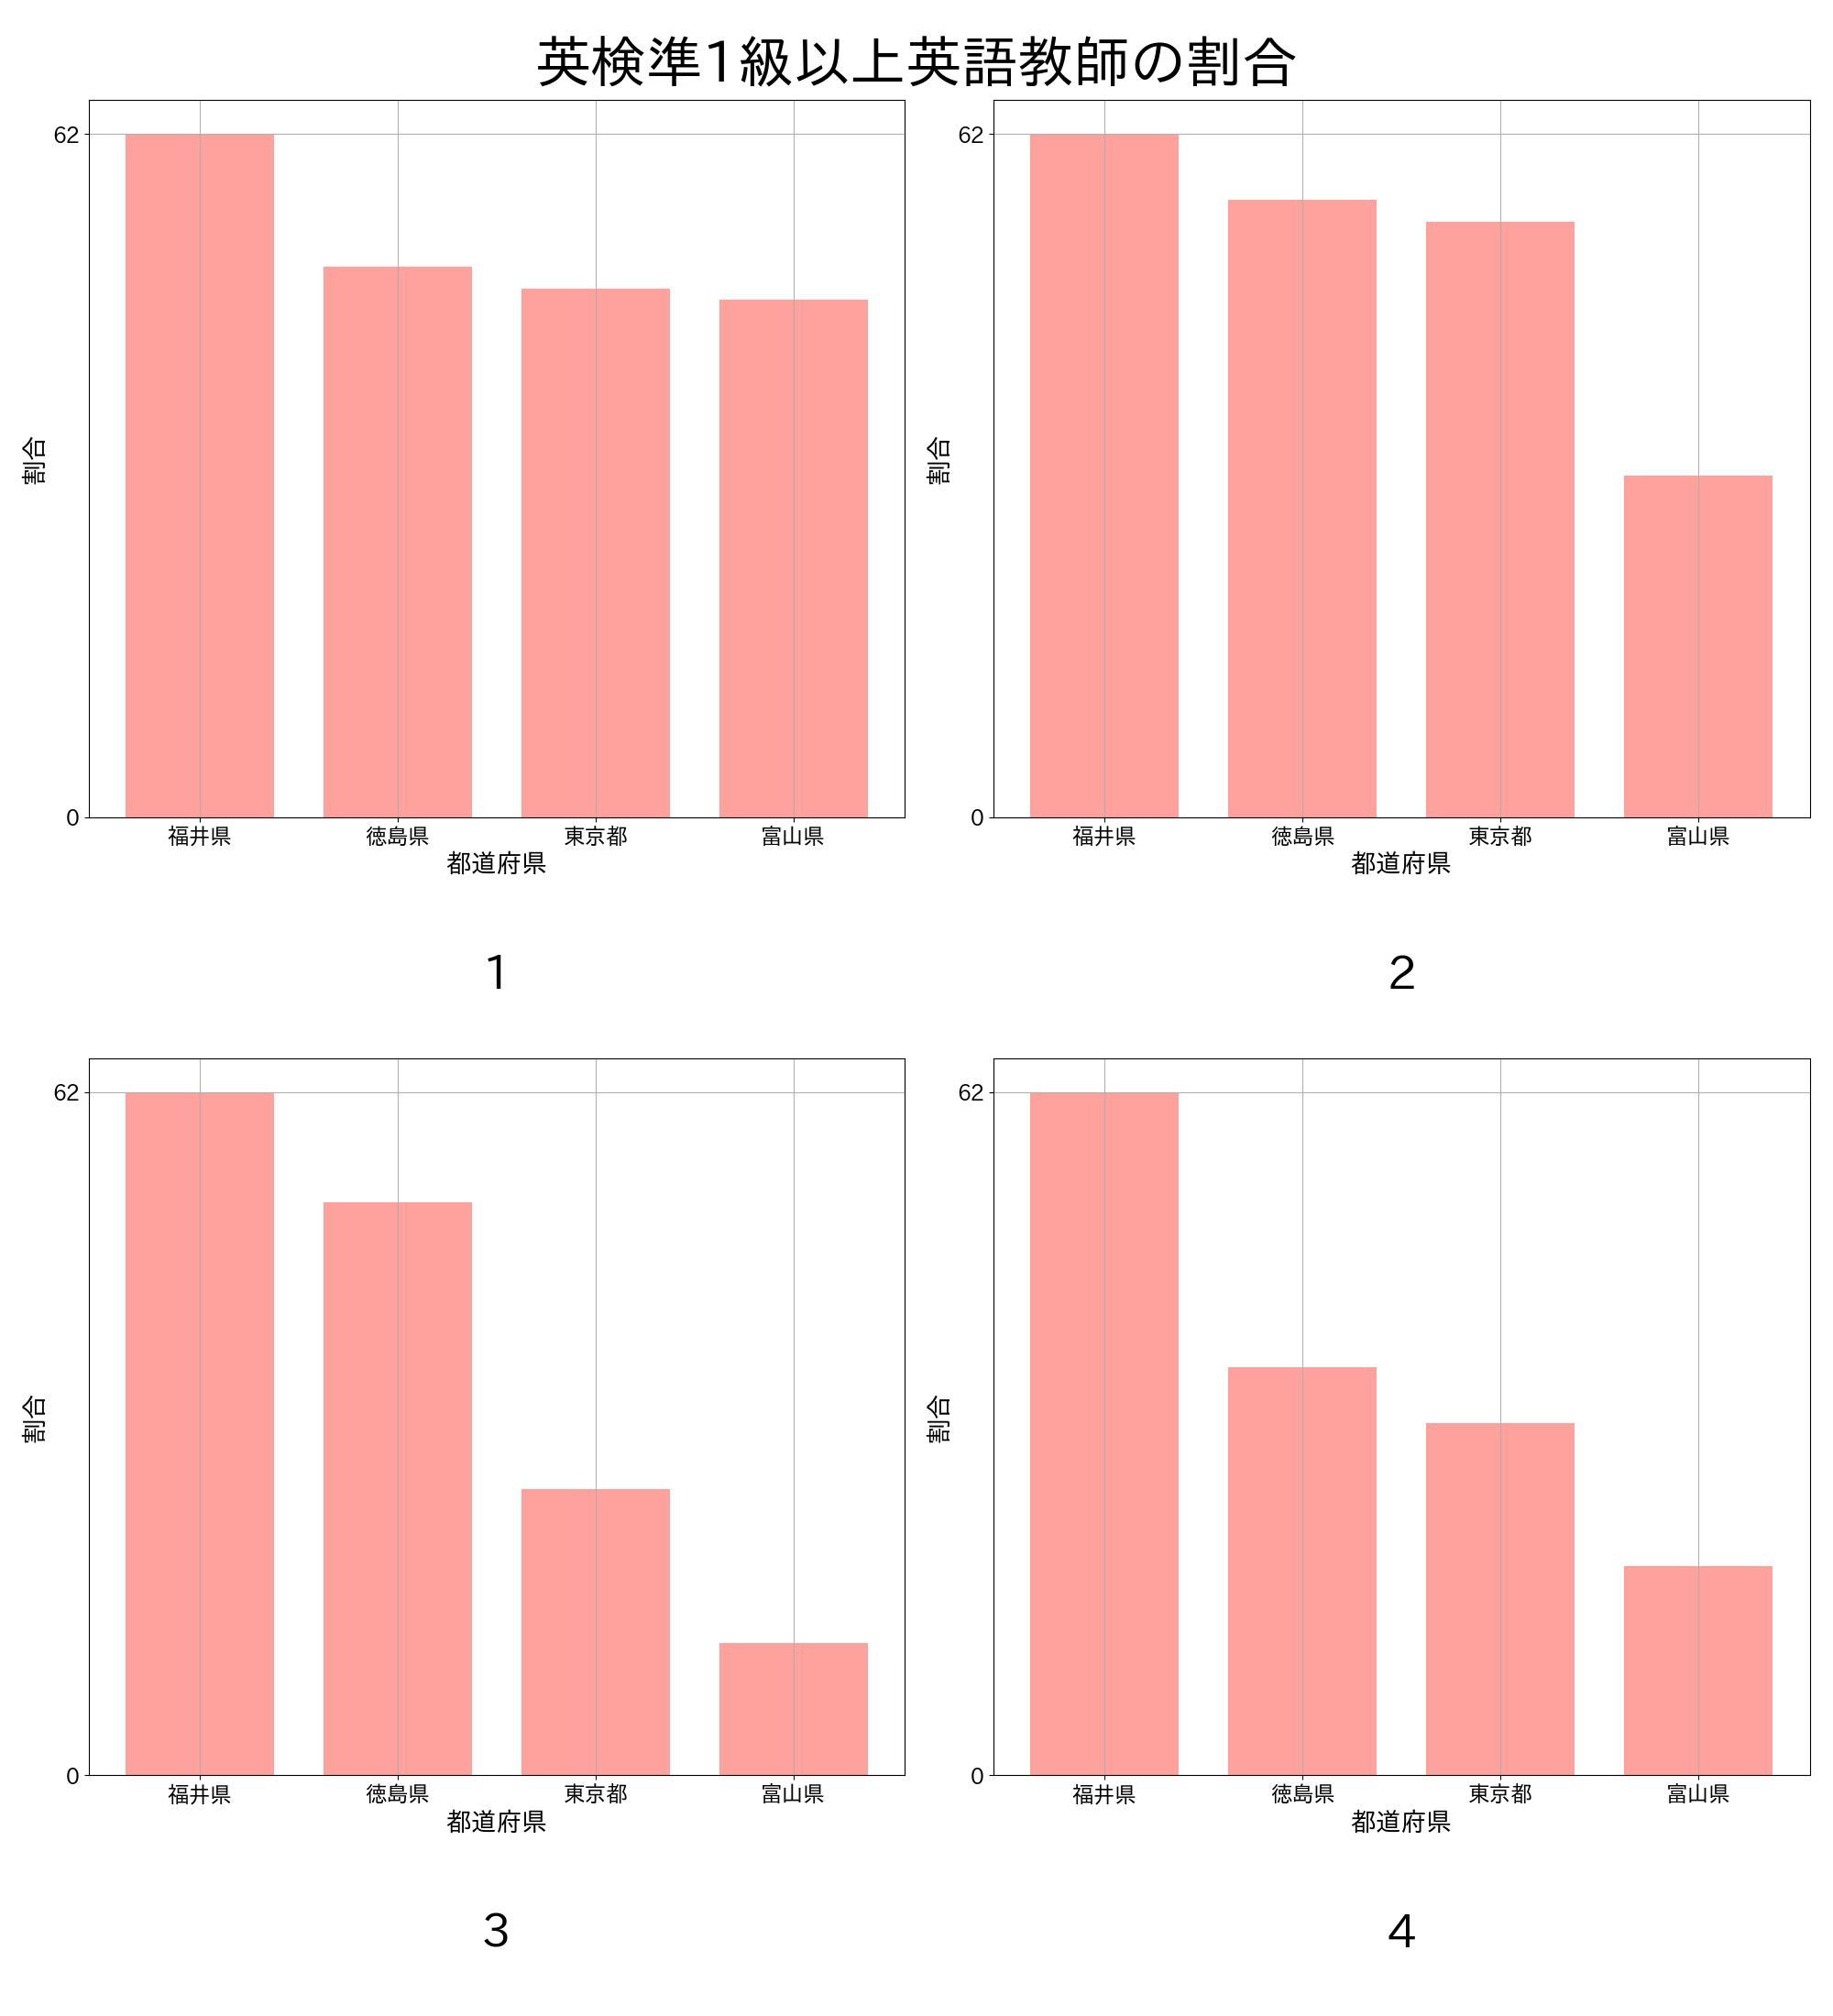 英検準1級以上英語教師の割合
62
0
割合
福井県 徳島県 東京都 富山県
都道府県
1
62
0
割合
福井県 徳島県 東京都 富山県
都道府県
2
62
0
割合
福井県 徳島県 東京都 富山県
都道府県
3
62
0
割合
福井県 徳島県 東京都 富山県
都道府県
4